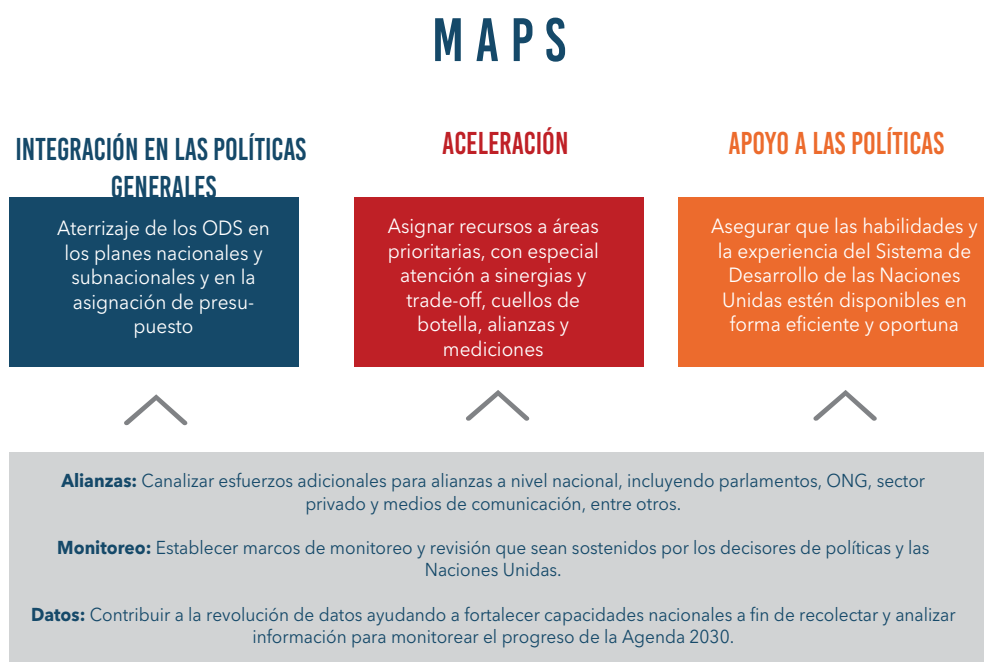 MAPS
INTEGRACIÓN EN LAS POLÍTICAS
GENERALES
Aterrizaje de los ODS en
los planes nacionales y
subnacionales y en la
asignación de presu-
puesto
ACELERACIÓN
Asignar recursos a áreas
prioritarias, con especial
atención a sinergias y
trade-off, cuellos de
botella, alianzas y
mediciones
APOYO A LAS POLÍTICAS
Asegurar que las habilidades y
la experiencia del Sistema de
Desarrollo de las Naciones
Unidas estén disponibles en
forma eficiente y oportuna
Alianzas: Canalizar esfuerzos adicionales para alianzas a nivel nacional, incluyendo parlamentos, ONG, sector
privado y medios de comunicación, entre otros.
Monitoreo: Establecer marcos de monitoreo y revisión que sean sostenidos por los decisores de políticas y las
Naciones Unidas.
Datos: Contribuir a la revolución de datos ayudando a fortalecer capacidades nacionales a fin de recolectar y analizar
información para monitorear el progreso de la Agenda 2030.